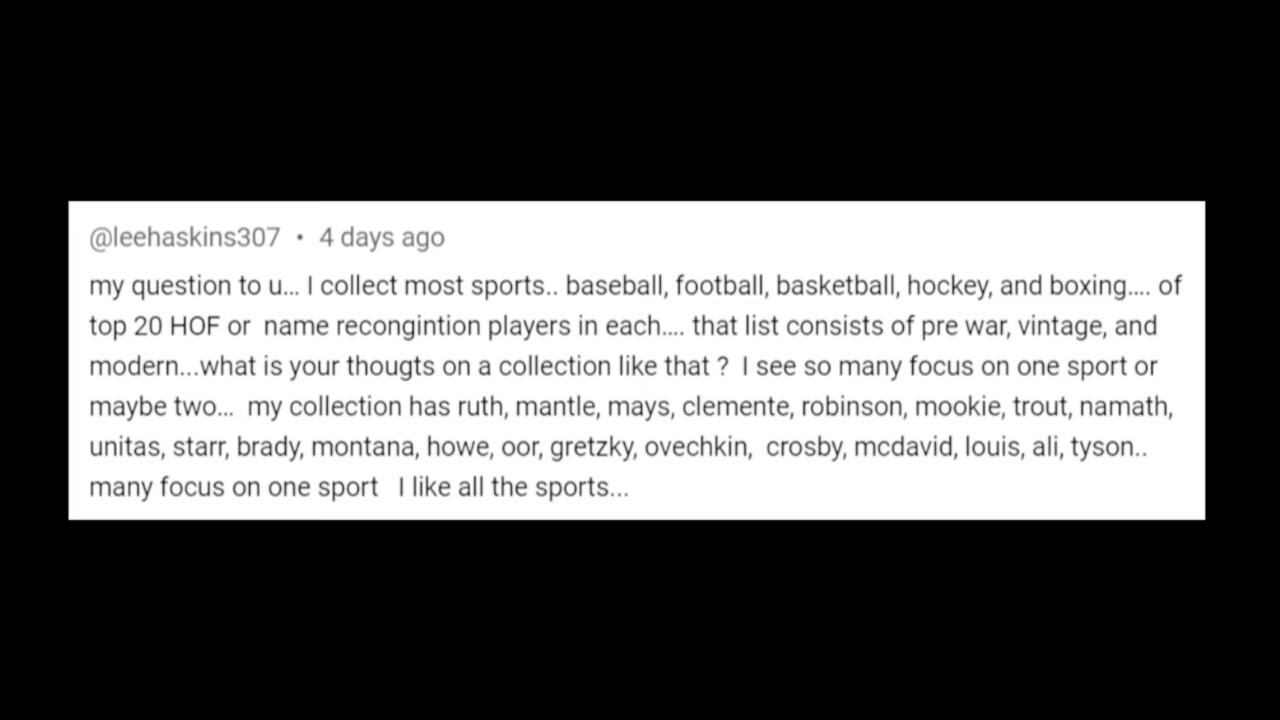 @leehaskins307 • 4 days ago
my question to u... I collect most sports.. baseball, football, basketball, hockey, and boxing.... of
top 20 HOF or  name recongintion players in each.... that list consists of pre war, vintage, and
modern...what is your thougts on a collection like that ?  I see so many focus on one sport or
maybe two...  my collection has ruth, mantle, mays, clemente, robinson, mookie, trout, namath,
unitas, starr, brady, montana, howe, oor, gretzky, ovechkin,  crosby, mcdavid, louis, ali, tyson..
many focus on one sport   I like all the sports...